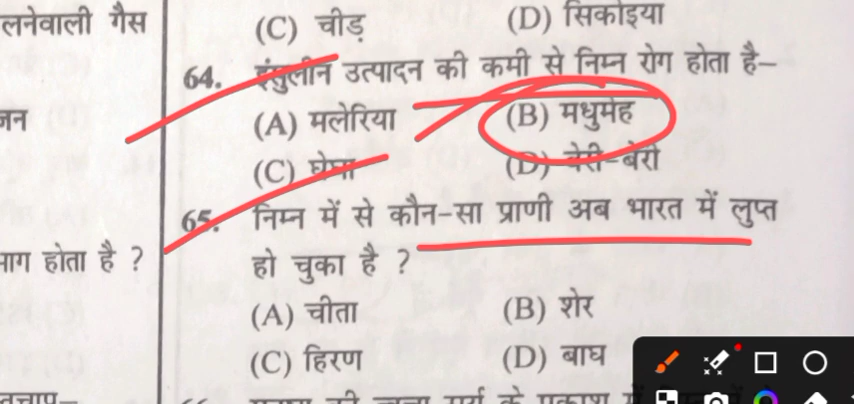 लनेवाली गैस
(C) चीड़ (D) सिकोइया
64. इंसुलीन उत्पादन की कमी से निम्न रोग होता है–
जन
(A) मलेरिया (B) मधुमेह
(C) घेघा (D) बेरी-बेरी
65. निम्न में से कौन-सा प्राणी अब भारत में लुप्त
भाग होता है ?
हो चुका है ?
(A) चीता (B) शेर
(C) हिरण (D) बाघ